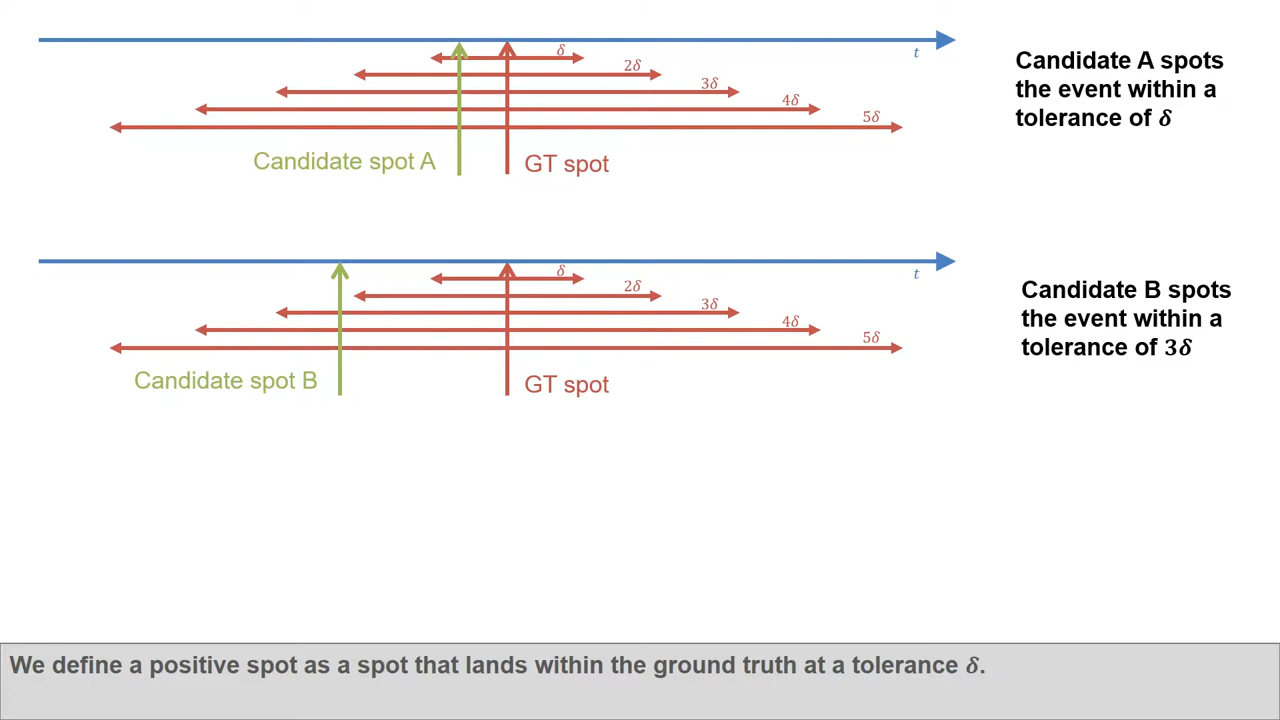 δ
2δ
3δ
4δ
5δ
t
Candidate spot A
GT spot
Candidate A spots
the event within a
tolerance of δ
δ
2δ
3δ
4δ
5δ
t
Candidate spot B
GT spot
Candidate B spots
the event within a
tolerance of 3δ
We define a positive spot as a spot that lands within the ground truth at a tolerance δ.